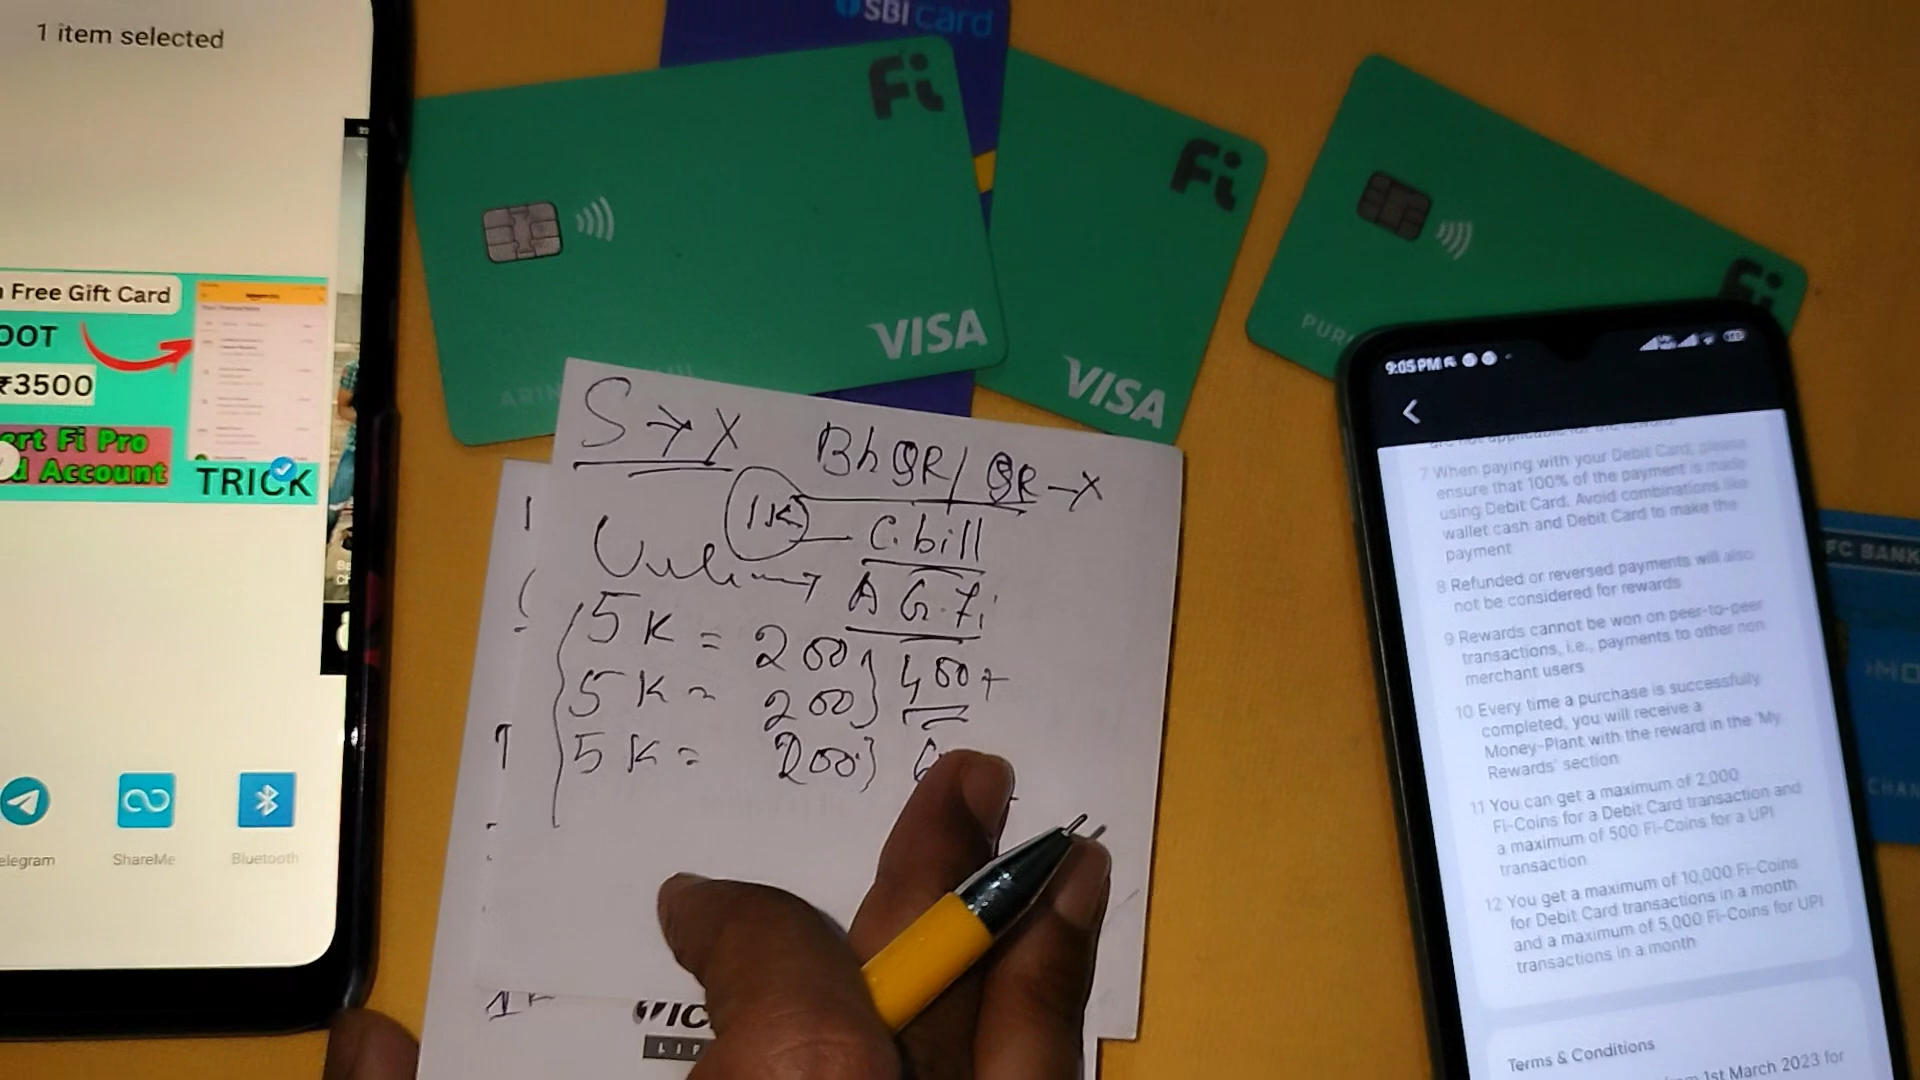 1 item selected
Free Gift Card
OOT
₹3500
ert Fi Pro
d Account
TRICK
elegram
ShareMe
Bluetooth
SBI card
Fi
VISA
Fi
VISA
Fi
S → X
Bh QR/ QR -X
1K
C. bill
A G. Fi
5K = 200
400+
5K = 200
5K = 200
LIF
9:05 PM
7 When paying with your Debit Card, please
ensure that 100% of the payment is made
using Debit Card. Avoid combinations like
wallet cash and Debit Card to make the
payment
8 Refunded or reversed payments will also
not be considered for rewards
9 Rewards cannot be won on peer-to-peer
transactions, i.e., payments to other non
merchant users
10 Every time a purchase is successfully
completed, you will receive a
Money-Plant with the reward in the 'My
Rewards' section
11 You can get a maximum of 2,000
Fi-Coins for a Debit Card transaction and
a maximum of 500 Fi-Coins for a UPI
transaction
12 You get a maximum of 10,000 Fi-Coins
for Debit Card transactions in a month
and a maximum of 5,000 Fi-Coins for UPI
transactions in a month
Terms & Conditions
1st March 2023 for
FC BANK